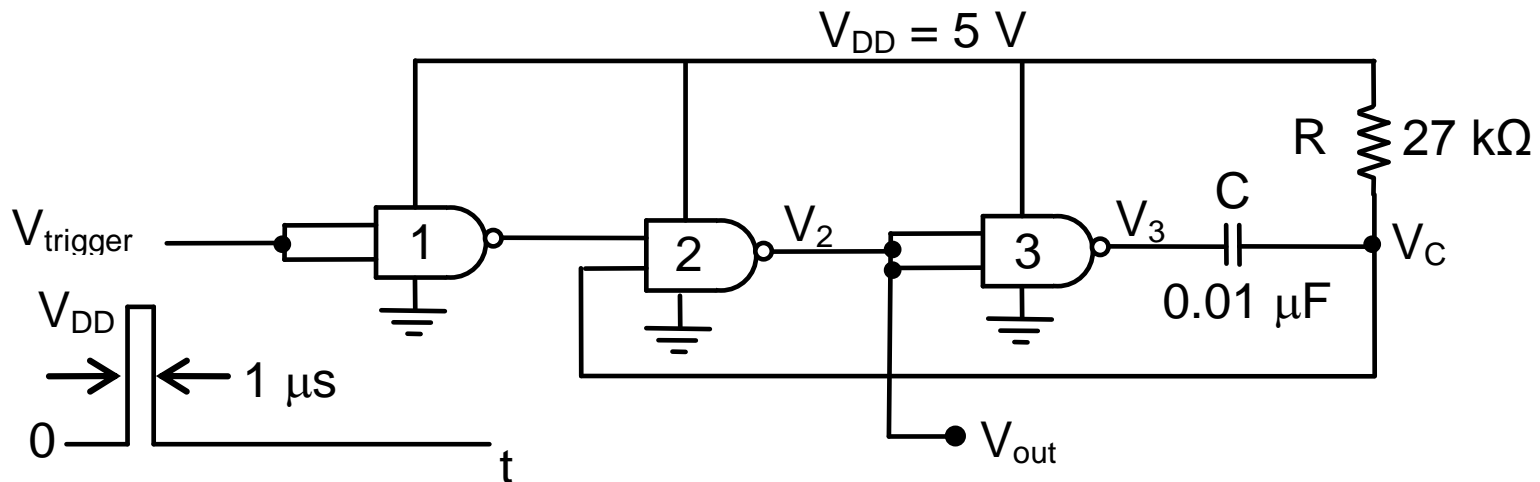 V_DD = 5 V
R 27 kΩ
C
V_trigger 1 2 V_2 3 V_3 V_C
0.01 μF
V_DD
1 μs
0
t
V_out